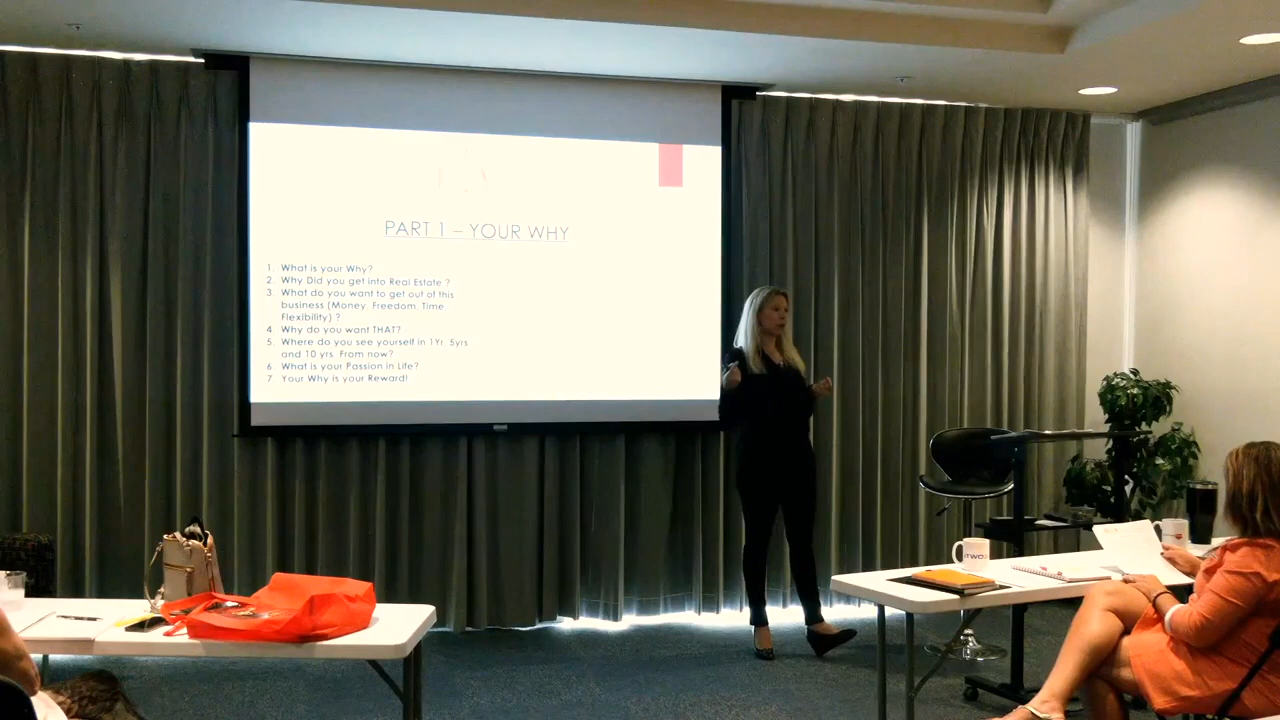 PART 1 – YOUR WHY
1. What is your Why?
2. Why Did you get into Real Estate ?
3. What do you want to get out of this
business (Money, Freedom, Time
Flexibility) ?
4 Why do you want THAT?
5. Where do you see yourself in 1Yr, 5yrs
and 10 yrs From now?
6. What is your Passion in Life?
7 Your Why is your Reward!